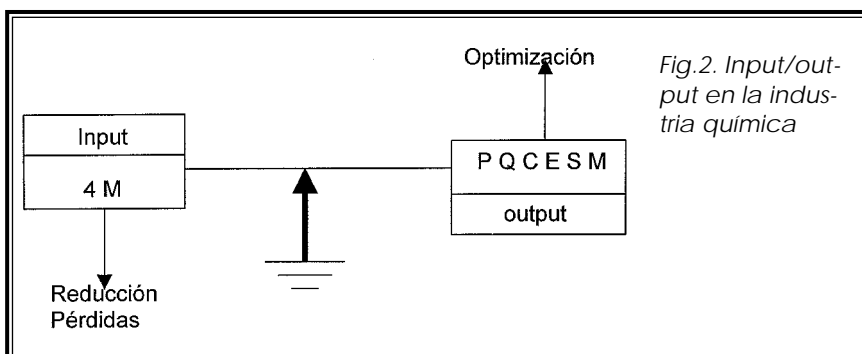 Optimización
Fig.2. Input/out-
put en la indus-
tria química
Input
4 M
P Q C E S M
output
Reducción
Pérdidas